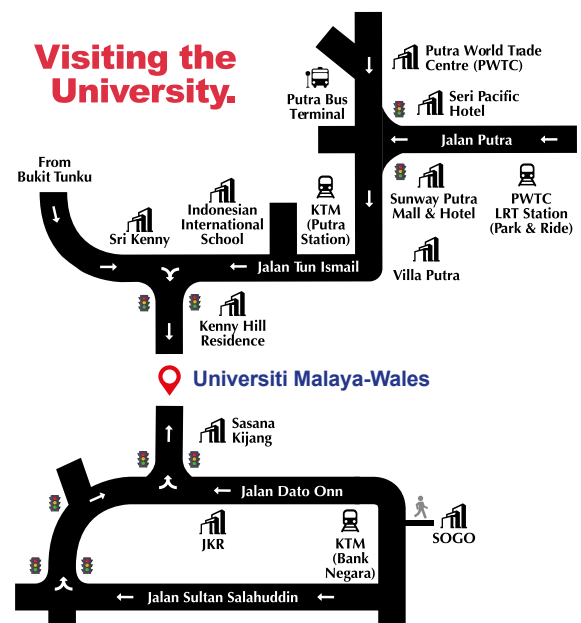 Visiting the
University.
Putra World Trade
Centre (PWTC)
Putra Bus
Terminal
Seri Pacific
Hotel
Jalan Putra
From
Bukit Tunku
Sri Kenny
Indonesian
International
School
KTM
(Putra
Station)
Sunway Putra
Mall & Hotel
PWTC
LRT Station
(Park & Ride)
Jalan Tun Ismail
Villa Putra
Kenny Hill
Residence
Universiti Malaya-Wales
Sasana
Kijang
Jalan Dato Onn
JKR
KTM
(Bank
Negara)
SOGO
Jalan Sultan Salahuddin